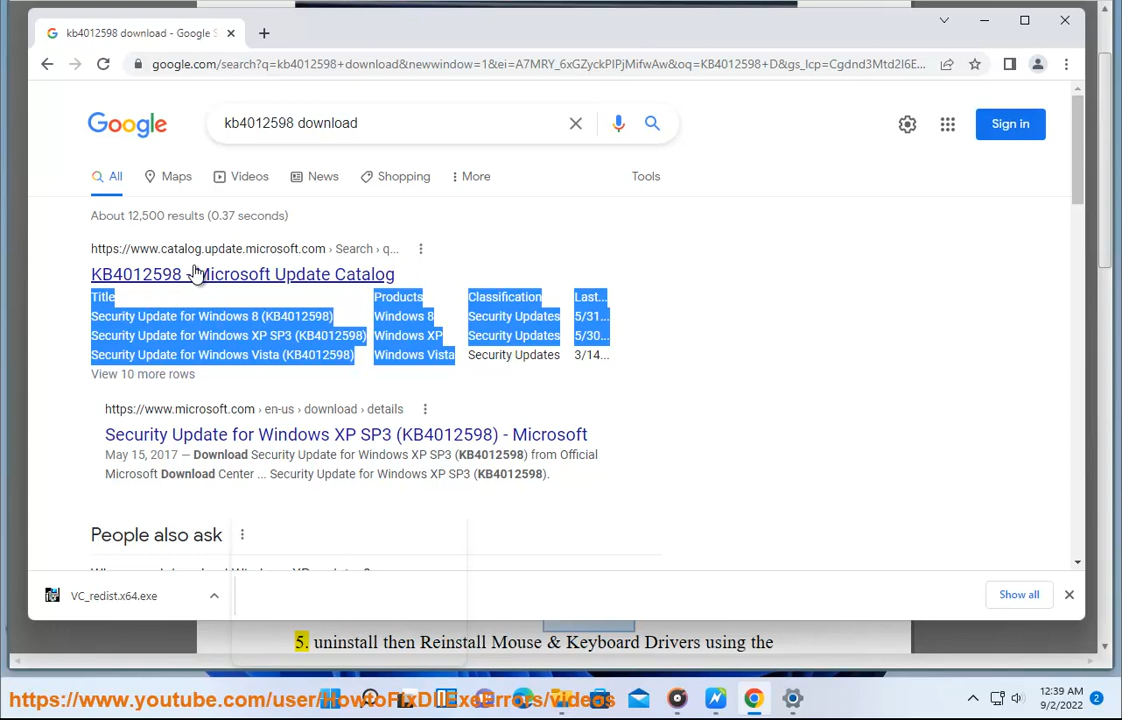 kb4012598 download - Google S
google.com/search?q=kb4012598+download&newwindow=1&ei=A7MRY_6xGZyckPIPjMifwAw&oq=KB4012598+D&gs_lcp=Cgdnd3Mtd2l6E...
Google
kb4012598 download
Sign in
All Maps Videos News Shopping More Tools
About 12,500 results (0.37 seconds)
https://www.catalog.update.microsoft.com › Search › q...
KB4012598 - Microsoft Update Catalog
Title Products Classification Last...
Security Update for Windows 8 (KB4012598) Windows 8 Security Updates 5/31...
Security Update for Windows XP SP3 (KB4012598) Windows XP Security Updates 5/30...
Security Update for Windows Vista (KB4012598) Windows Vista Security Updates 3/14...
View 10 more rows
https://www.microsoft.com › en-us › download › details
Security Update for Windows XP SP3 (KB4012598) - Microsoft
May 15, 2017 — Download Security Update for Windows XP SP3 (KB4012598) from Official
Microsoft Download Center ... Security Update for Windows XP SP3 (KB4012598).
People also ask
VC_redist.x64.exe
Show all
5. uninstall then Reinstall Mouse & Keyboard Drivers using the
https://www.youtube.com/user/HowtoFixDllExeErrors/videos
12:39 AM
9/2/2022
2